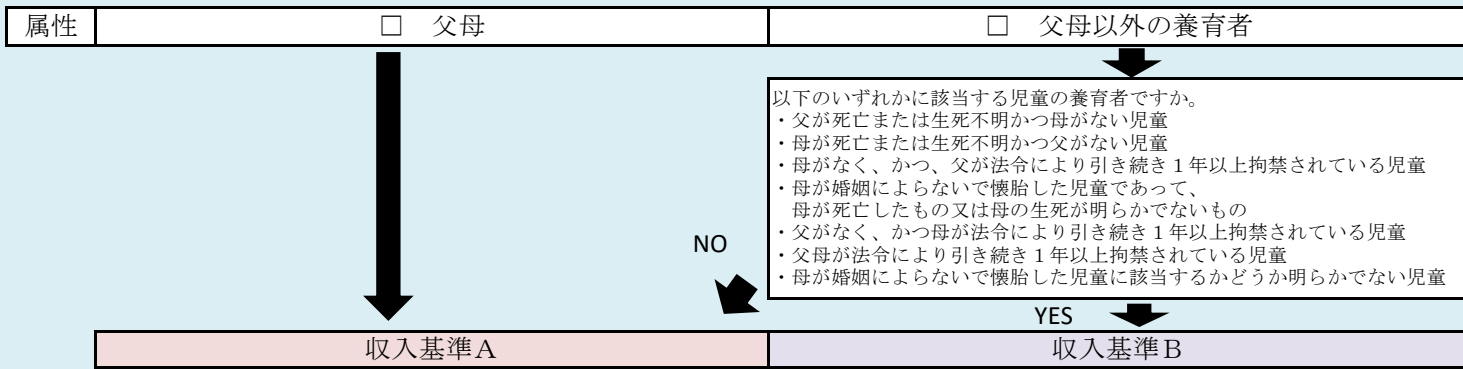 属性
□ 父母
□ 父母以外の養育者
以下のいずれかに該当する児童の養育者ですか。
・父が死亡または生死不明かつ母がない児童
・母が死亡または生死不明かつ父がない児童
・母がなく、かつ、父が法令により引き続き１年以上拘禁されている児童
・母が婚姻によらないで懐胎した児童であって、
母が死亡したもの又は母の生死が明らかでないもの
・父がなく、かつ母が法令により引き続き１年以上拘禁されている児童
・父母が法令により引き続き１年以上拘禁されている児童
・母が婚姻によらないで懐胎した児童に該当するかどうか明らかでない児童
NO
YES
収入基準Ａ
収入基準Ｂ